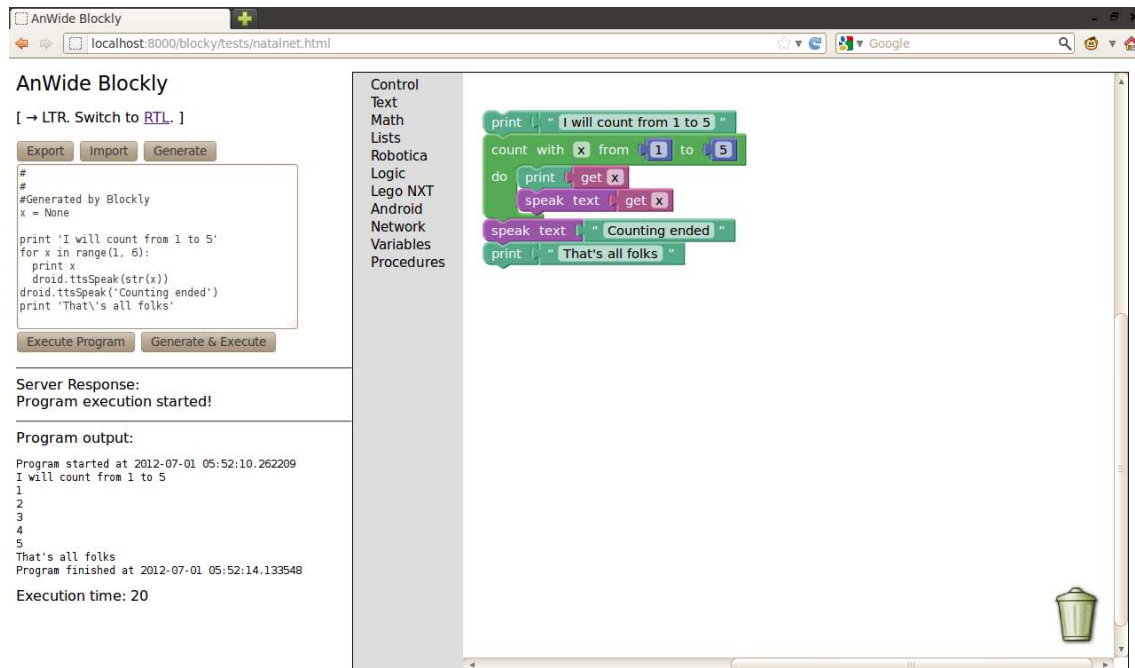 AnWide Blockly
localhost:8000/blocky/tests/natalnet.html
Google
AnWide Blockly
[ → LTR. Switch to RTL. ]
Export Import Generate
#
#
#Generated by Blockly
x = None
print 'I will count from 1 to 5'
for x in range(1, 6):
  print x
  droid.ttsSpeak(str(x))
droid.ttsSpeak('Counting ended')
print 'That\'s all folks'
Execute Program Generate & Execute
Server Response:
Program execution started!
Program output:
Program started at 2012-07-01 05:52:10.262209
I will count from 1 to 5
1
2
3
4
5
That's all folks
Program finished at 2012-07-01 05:52:14.133548
Execution time: 20
Control
Text
Math
Lists
Robotica
Logic
Lego NXT
Android
Network
Variables
Procedures
print “ I will count from 1 to 5 ”
count with x from 1 to 5
do print get x
speak text get x
speak text “ Counting ended ”
print “ That's all folks ”